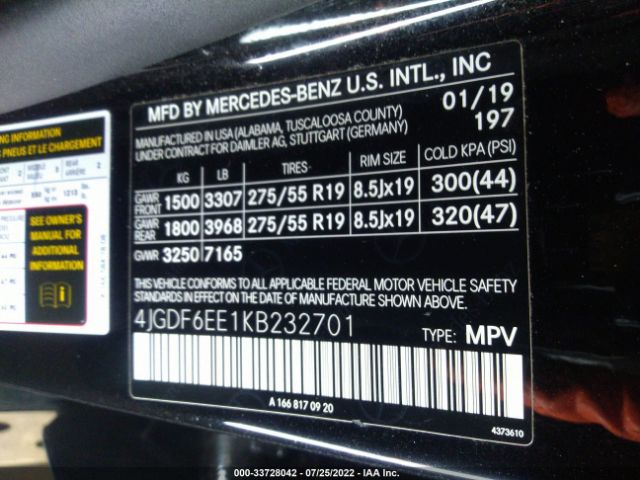 MFD BY MERCEDES-BENZ U.S. INTL., INC
01/19
MANUFACTURED IN USA (ALABAMA, TUSCALOOSA COUNTY)
UNDER CONTRACT FOR DAIMLER AG, STUTTGART (GERMANY)
197
KG LB TIRES RIM SIZE COLD KPA (PSI)
GAWR FRONT 1500 3307 275/55 R19 8.5Jx19 300(44)
GAWR REAR 1800 3968 275/55 R19 8.5Jx19 320(47)
GVWR 3250 7165
THIS VEHICLE CONFORMS TO ALL APPLICABLE FEDERAL MOTOR VEHICLE SAFETY
STANDARDS IN EFFECT ON THE DATE OF MANUFACTURE SHOWN ABOVE.
4JGDF6EE1KB232701
TYPE: MPV
A 166 817 09 20
4373610
INFORMATION
PNEUS ET LE CHARGEMENT
SEE OWNER'S
MANUAL FOR
ADDITIONAL
INFORMATION
000-33728042 - 07/25/2022 - IAA Inc.